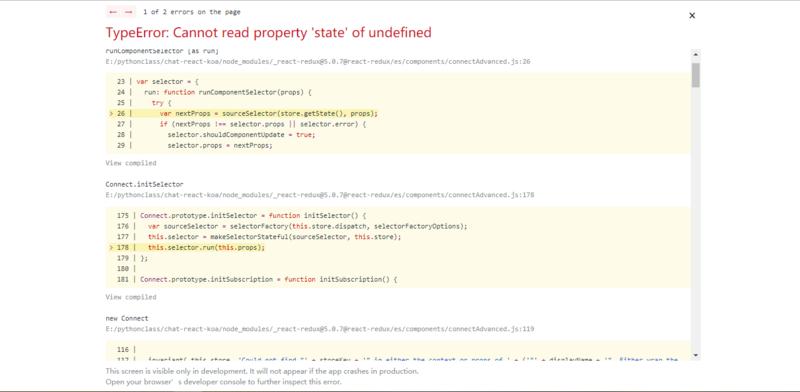 ← → 1 of 2 errors on the page
×
TypeError: Cannot read property 'state' of undefined
runComponentSelector [as run]
E:/pythonclass/chat-react-koa/node_modules/_react-redux@5.0.7@react-redux/es/components/connectAdvanced.js:26
23 | var selector = {
24 | run: function runComponentSelector(props) {
25 | try {
> 26 | var nextProps = sourceSelector(store.getState(), props);
27 | if (nextProps !== selector.props || selector.error) {
28 | selector.shouldComponentUpdate = true;
29 | selector.props = nextProps;
View compiled
Connect.initSelector
E:/pythonclass/chat-react-koa/node_modules/_react-redux@5.0.7@react-redux/es/components/connectAdvanced.js:178
175 | Connect.prototype.initSelector = function initSelector() {
176 | var sourceSelector = selectorFactory(this.store.dispatch, selectorFactoryOptions);
177 | this.selector = makeSelectorStateful(sourceSelector, this.store);
> 178 | this.selector.run(this.props);
179 | };
180 |
181 | Connect.prototype.initSubscription = function initSubscription() {
View compiled
new Connect
E:/pythonclass/chat-react-koa/node_modules/_react-redux@5.0.7@react-redux/es/components/connectAdvanced.js:119
116 |
117 | invariant( this.store, 'Could not find "' + storeKey + '" in either the context or props of ' + ('"' + displayName + '". Either wrap the
This screen is visible only in development. It will not appear if the app crashes in production.
Open your browser’s developer console to further inspect this error.